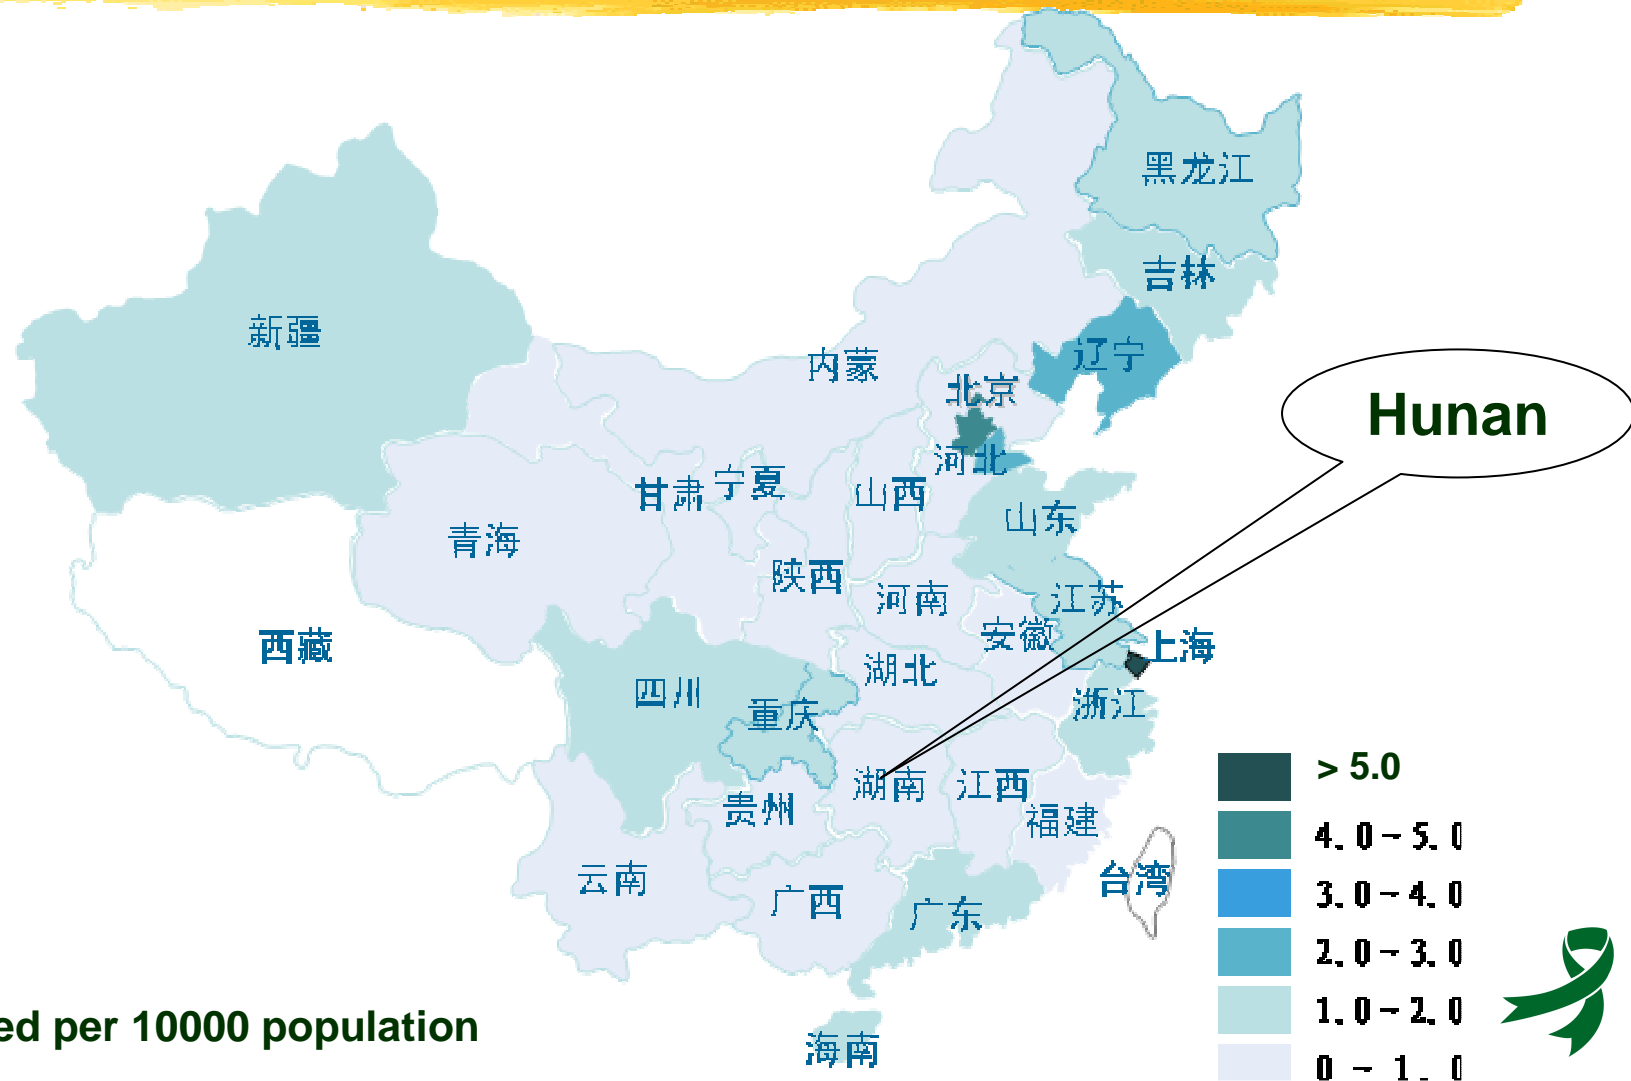 黑龙江
吉林
新疆
辽宁
内蒙
北京
Hunan
河北
宁夏
甘肃
山西
山东
青海
陕西
河南
江苏
安徽
西藏
上海
湖北
四川
浙江
重庆
湖南
江西
贵州
福建
云南
台湾
广西
广东
海南
> 5.0
4.0~5.0
3.0~4.0
2.0~3.0
1.0~2.0
0 ~ 1.0
per 10000 population